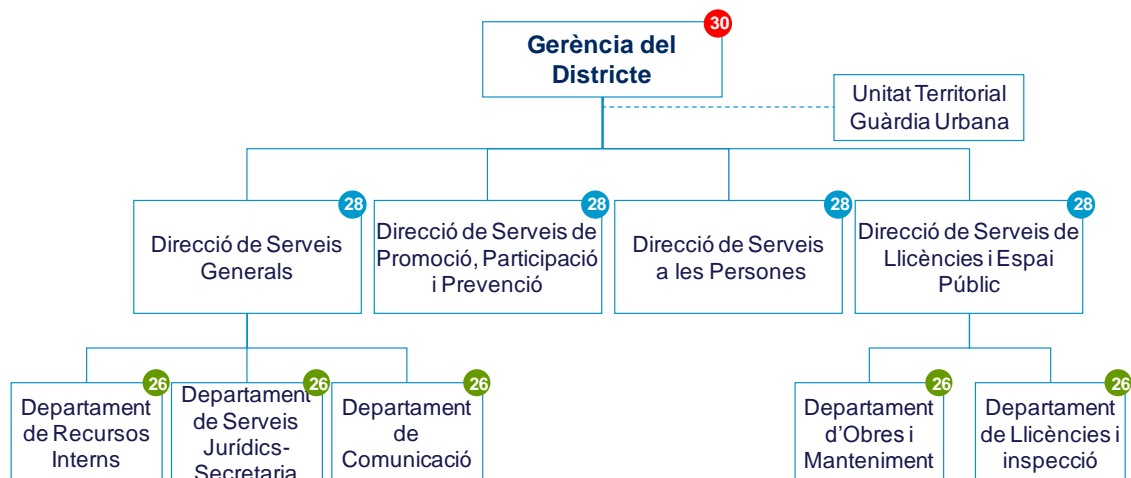 30
Gerència del
Districte
Unitat Territorial
Guàrdia Urbana
28
Direcció de Serveis
Generals
28
Direcció de Serveis de
Promoció, Participació
i Prevenció
28
Direcció de Serveis
a les Persones
28
Direcció de Serveis de
Llicències i Espai
Públic
26
Departament
de Recursos
Interns
26
Departament
de Serveis
Jurídics-
Secretaria
26
Departament
de
Comunicació
26
Departament
d'Obres i
Manteniment
26
Departament
de Llicències i
inspecció